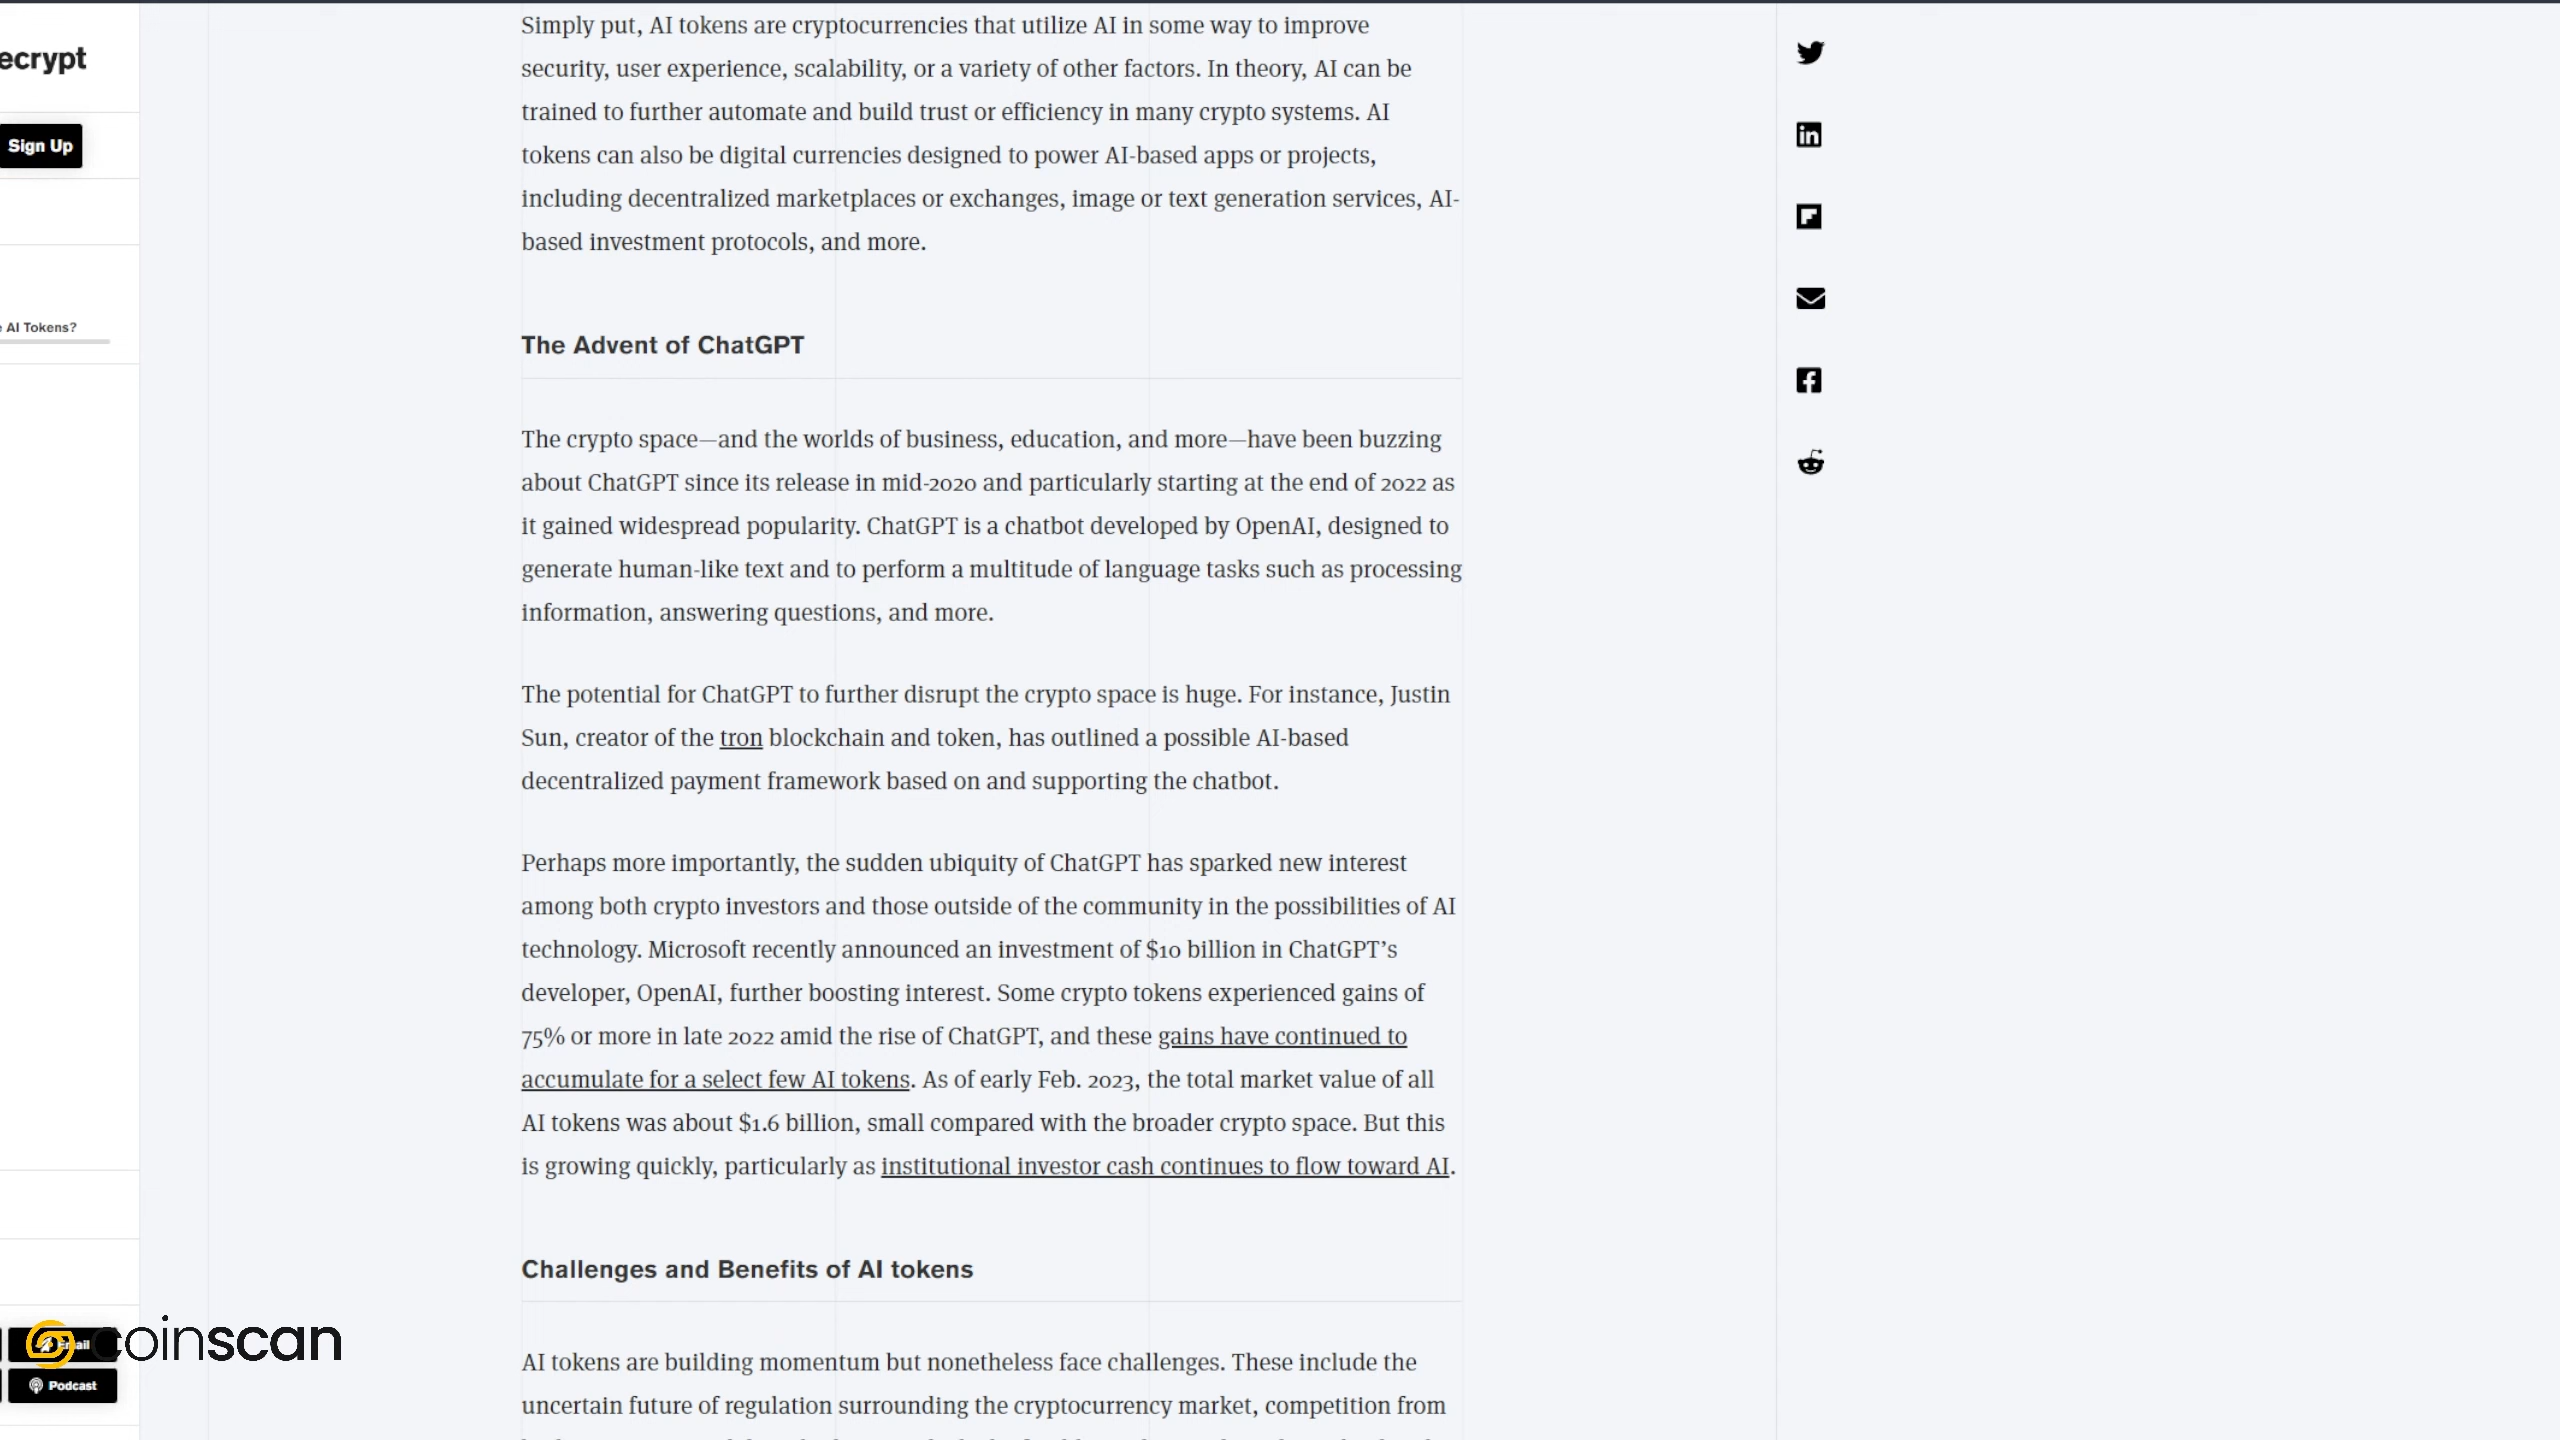 ecrypt
Sign Up
AI Tokens?
Simply put, AI tokens are cryptocurrencies that utilize AI in some way to improve
security, user experience, scalability, or a variety of other factors. In theory, AI can be
trained to further automate and build trust or efficiency in many crypto systems. AI
tokens can also be digital currencies designed to power AI-based apps or projects,
including decentralized marketplaces or exchanges, image or text generation services, AI-
based investment protocols, and more.
The Advent of ChatGPT
The crypto space—and the worlds of business, education, and more—have been buzzing
about ChatGPT since its release in mid-2020 and particularly starting at the end of 2022 as
it gained widespread popularity. ChatGPT is a chatbot developed by OpenAI, designed to
generate human-like text and to perform a multitude of language tasks such as processing
information, answering questions, and more.
The potential for ChatGPT to further disrupt the crypto space is huge. For instance, Justin
Sun, creator of the tron blockchain and token, has outlined a possible AI-based
decentralized payment framework based on and supporting the chatbot.
Perhaps more importantly, the sudden ubiquity of ChatGPT has sparked new interest
among both crypto investors and those outside of the community in the possibilities of AI
technology. Microsoft recently announced an investment of $10 billion in ChatGPT’s
developer, OpenAI, further boosting interest. Some crypto tokens experienced gains of
75% or more in late 2022 amid the rise of ChatGPT, and these gains have continued to
accumulate for a select few AI tokens. As of early Feb. 2023, the total market value of all
AI tokens was about $1.6 billion, small compared with the broader crypto space. But this
is growing quickly, particularly as institutional investor cash continues to flow toward AI.
Challenges and Benefits of AI tokens
AI tokens are building momentum but nonetheless face challenges. These include the
uncertain future of regulation surrounding the cryptocurrency market, competition from
coinscan
Podcast